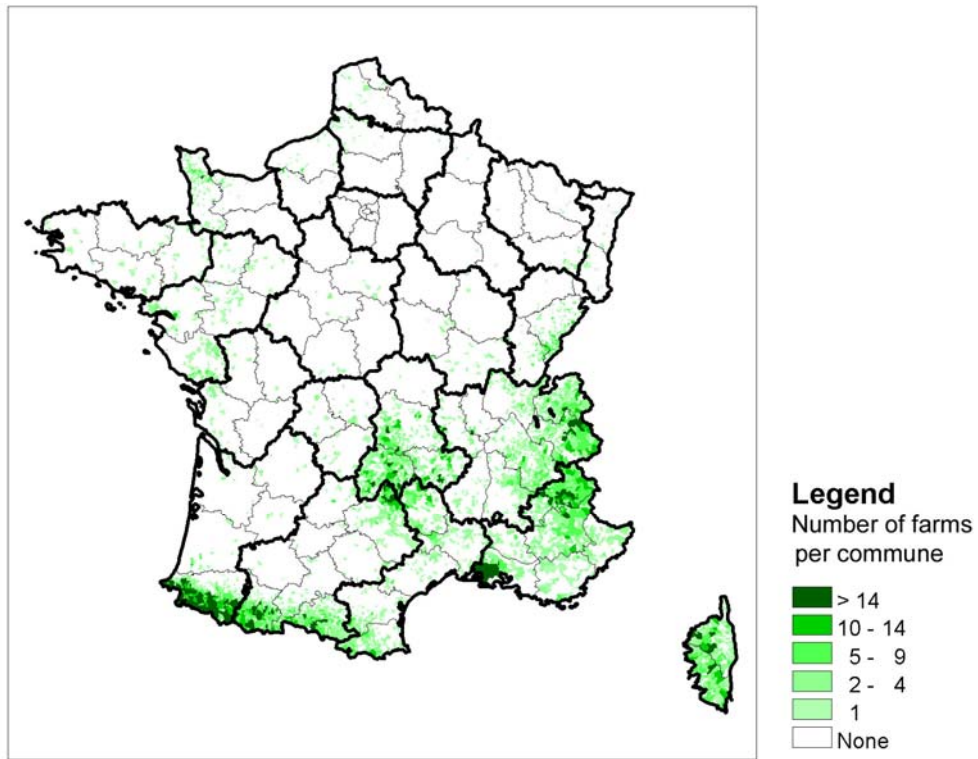 Legend
Number of farms
per commune
> 14
10 - 14
5 - 9
2 - 4
1
None